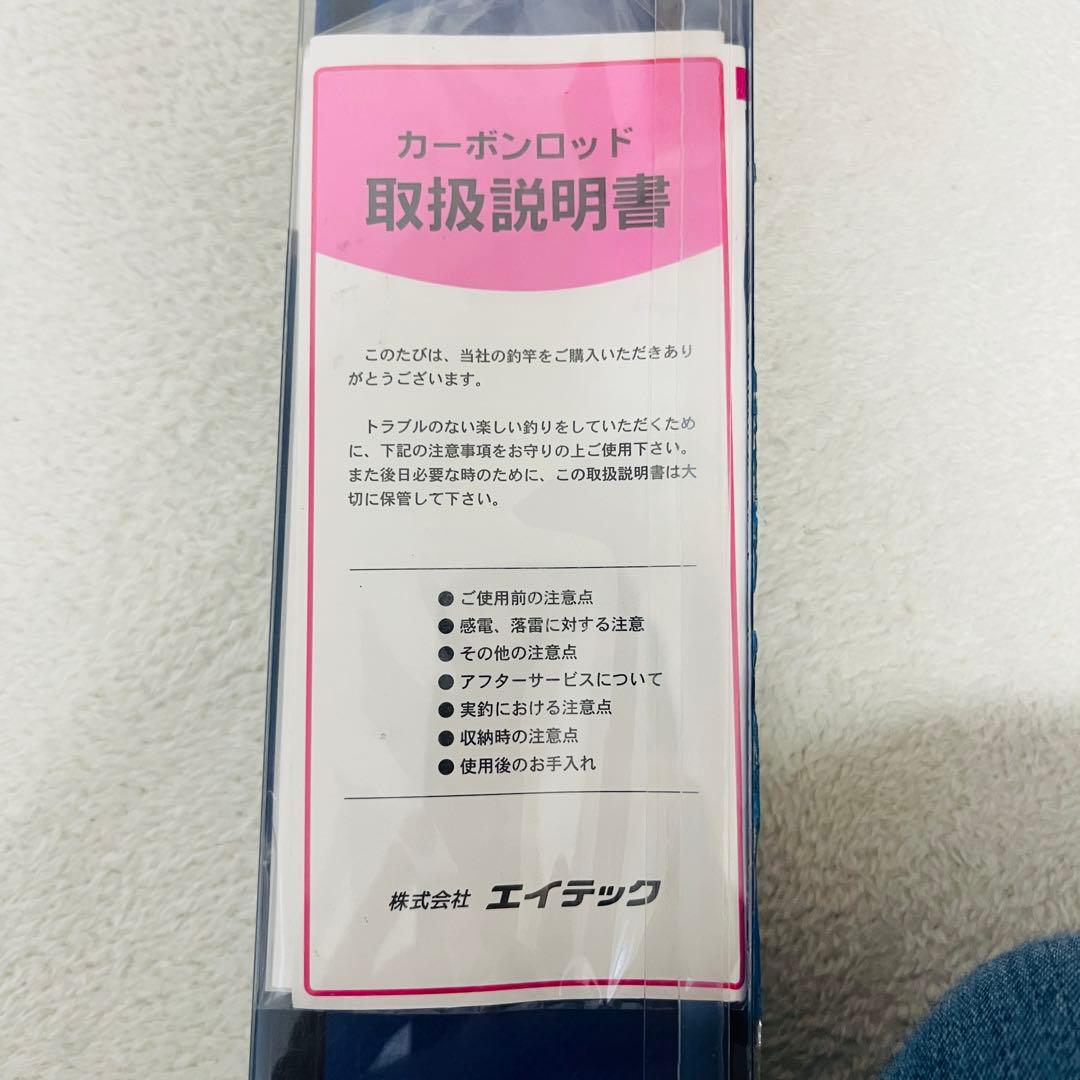 カーボンロッド
取扱説明書
このたびは、当社の釣竿をご購入いただきあり
がとうございます。
トラブルのない楽しい釣りをしていただくため
に、下記の注意事項をお守りの上ご使用下さい。
また後日必要な時のために、この取扱説明書は大
切に保管して下さい。
●ご使用前の注意点
●感電、落雷に対する注意
●その他の注意点
●アフターサービスについて
●実釣における注意点
●収納時の注意点
●使用後のお手入れ
株式会社 エイテック